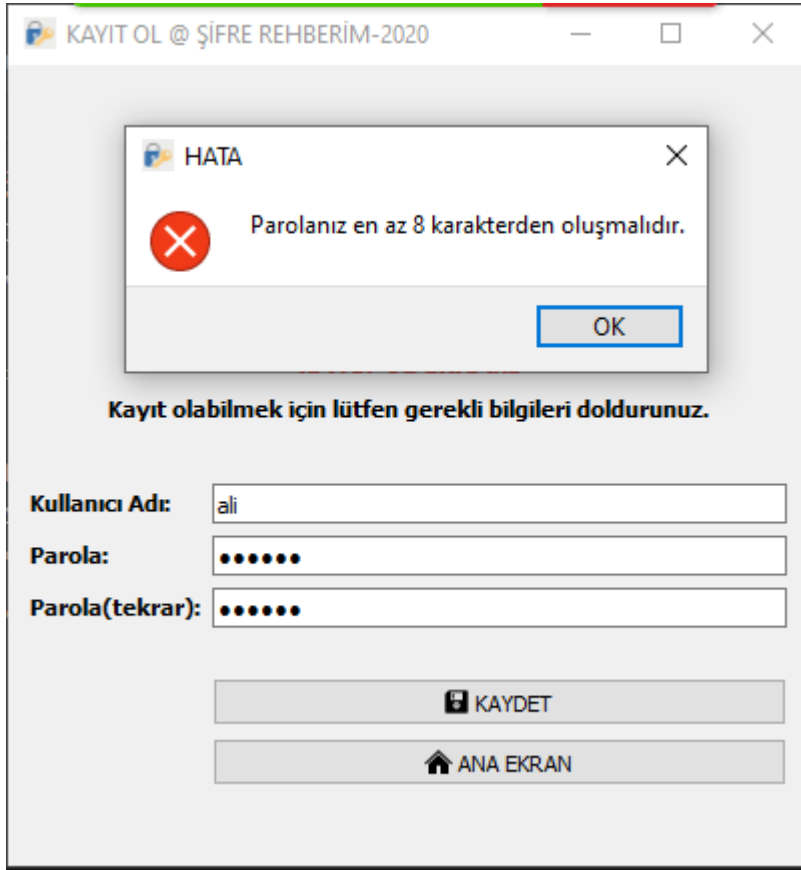 KAYIT OL @ ŞİFRE REHBERİM-2020
HATA
Parolanız en az 8 karakterden oluşmalıdır.
OK
Kayıt olabilmek için lütfen gerekli bilgileri doldurunuz.
Kullanıcı Adı: ali
Parola: ●●●●●●
Parola(tekrar): ●●●●●●
KAYDET
ANA EKRAN